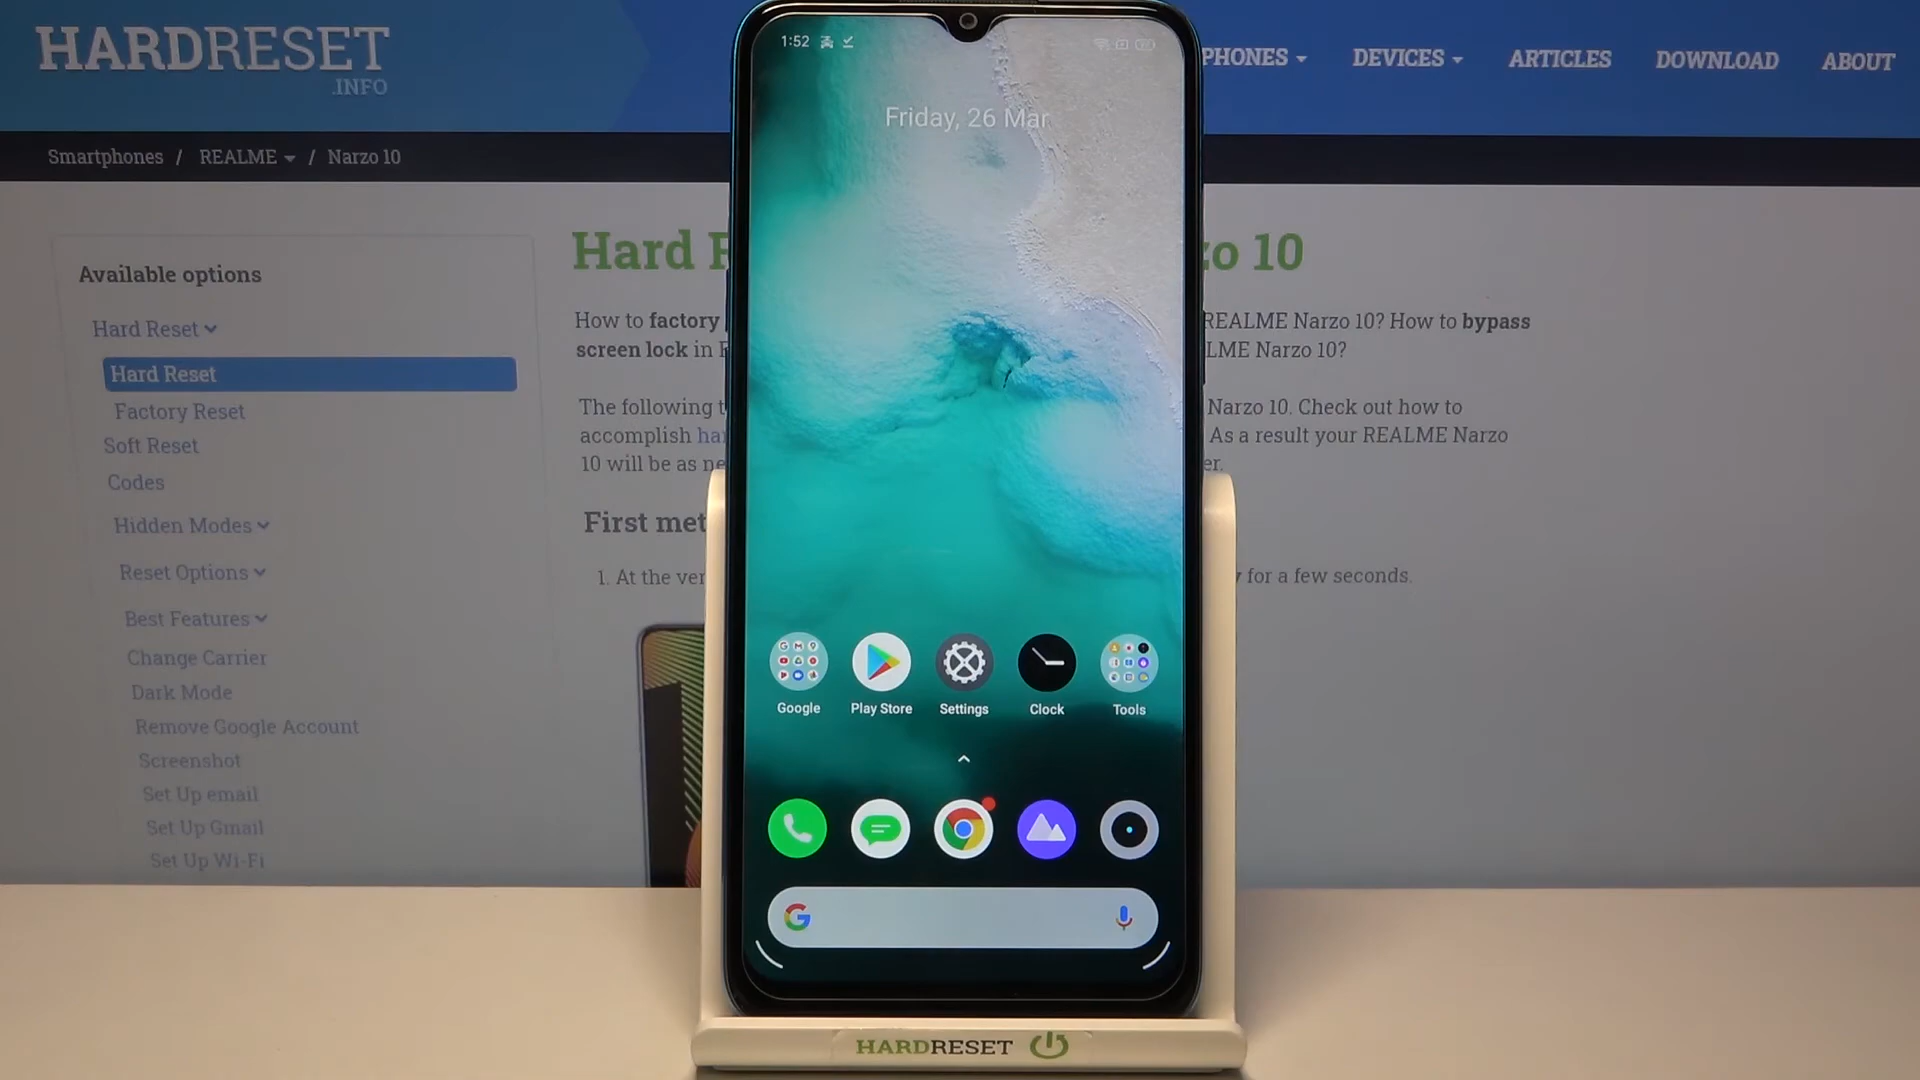 HARDRESET
.INFO
PHONES
DEVICES
ARTICLES
DOWNLOAD
ABOUT
Smartphones / REALME / Narzo 10
1:52
Friday, 26 Mar
Available options
Hard Reset
Hard Reset
Factory Reset
Soft Reset
Codes
Hidden Modes
Reset Options
Best Features
Change Carrier
Dark Mode
Remove Google Account
Screenshot
Set Up email
Set Up Gmail
Set Up Wi-Fi
Hard
zo 10
How to factory
REALME Narzo 10? How to bypass
screen lock in
LME Narzo 10?
The following
Narzo 10. Check out how to
accomplish
As a result your REALME Narzo
10 will be as
er.
First
1. At the
for a few seconds.
Google
Play Store
Settings
Clock
Tools
HARDRESET